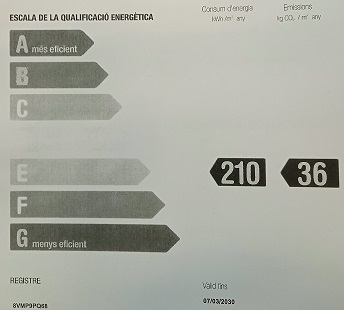 ESCALA DE LA QUALIFICACIÓ ENERGÈTICA
Consum d'energia
kWh /m² any
Emissions
kg CO₂ / m² any
A més eficient
B
C
E
210
36
F
G menys eficient
REGISTRE
Vàlid fins
8VMP9PQ68
07/03/2030